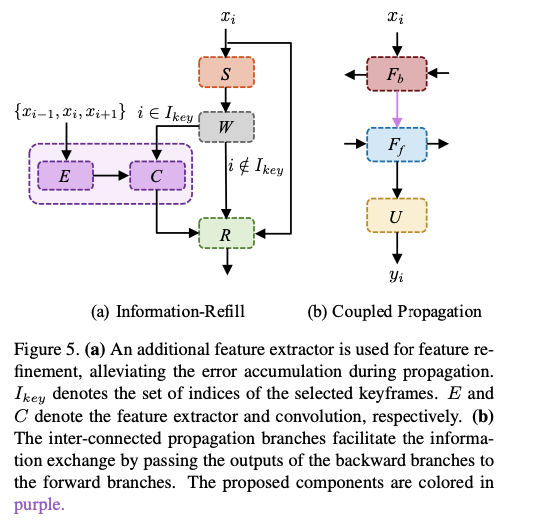 x_i
x_i
S
F_b
{x_{i−1}, x_i, x_{i+1}} i ∈ I_{key}
W
E
C
i ∉ I_{key}
F_f
R
U
y_i
(a) Information-Refill
(b) Coupled Propagation
Figure 5. (a) An additional feature extractor is used for feature re-
finement, alleviating the error accumulation during propagation.
I_{key} denotes the set of indices of the selected keyframes. E and
C denote the feature extractor and convolution, respectively. (b)
The inter-connected propagation branches facilitate the informa-
tion exchange by passing the outputs of the backward branches to
the forward branches. The proposed components are colored in
purple.